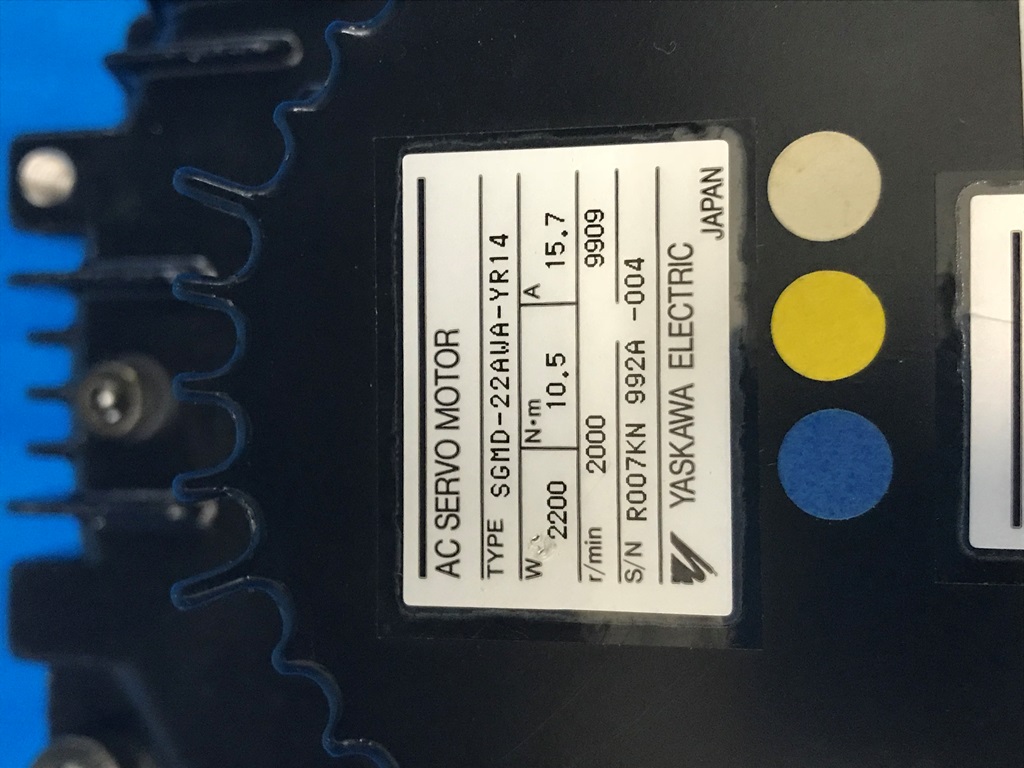 AC SERVO MOTOR
TYPE SGMD-22AWA-YR14
W 2200 N·m 10.5 A 15.7
r/min 2000 9909
S/N R007KN 992A -004
YASKAWA ELECTRIC
JAPAN